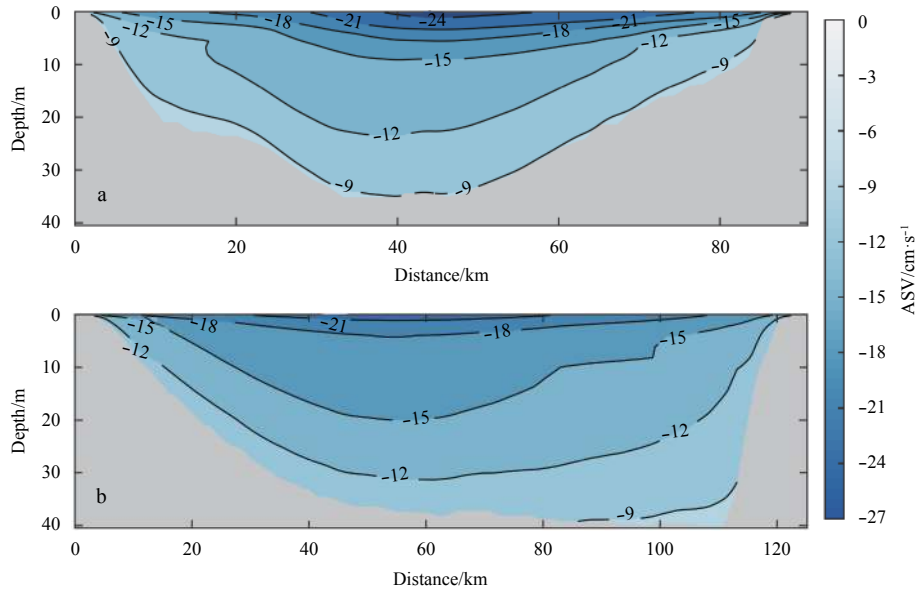 0 -9 -12 -15 -18 -21 -24 -21 -18 -15 0
-12 -9
10 -15
20 -12
30 -9 -9
40
Depth/m
a
0 20 40 60 80
Distance/km
0 -15 -18 -21 -18 -15
-12
10
20 -15 -12
30 -12
40 -9
Depth/m
b
0 20 40 60 80 100 120
Distance/km
-3
-6
-9
-12
-15
-18
-21
-24
-27
ASV/cm·s⁻¹